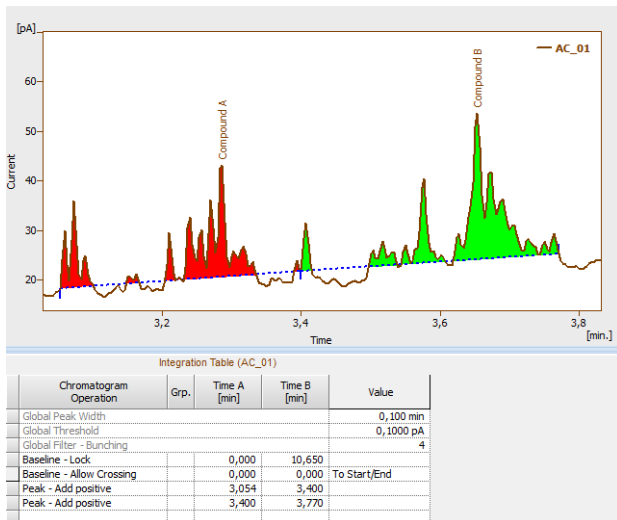 [pA]
AC_01
60
50
40
30
20
Current
Compound A
Compound B
3,2
3,4
3,6
3,8
Time
[min.]
Integration Table (AC_01)
Chromatogram Operation Grp. Time A [min] Time B [min] Value
Global Peak Width 0,100 min
Global Threshold 0,1000 pA
Global Filter - Bunching 4
Baseline - Lock 0,000 10,650
Baseline - Allow Crossing 0,000 0,000 To Start/End
Peak - Add positive 3,054 3,400
Peak - Add positive 3,400 3,770